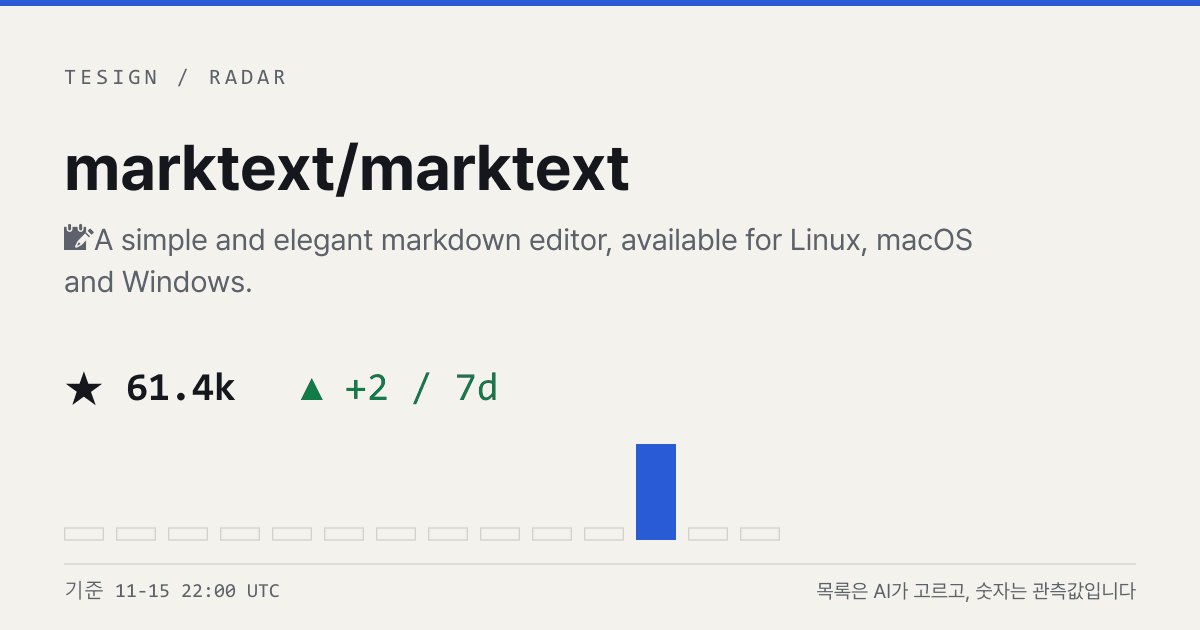 TESIGN / RADAR
marktext/marktext
📝A simple and elegant markdown editor, available for Linux, macOS
and Windows.
★ 61.4k ▲ +2 / 7d
기준 11-15 22:00 UTC
목록은 AI가 고르고, 숫자는 관측값입니다